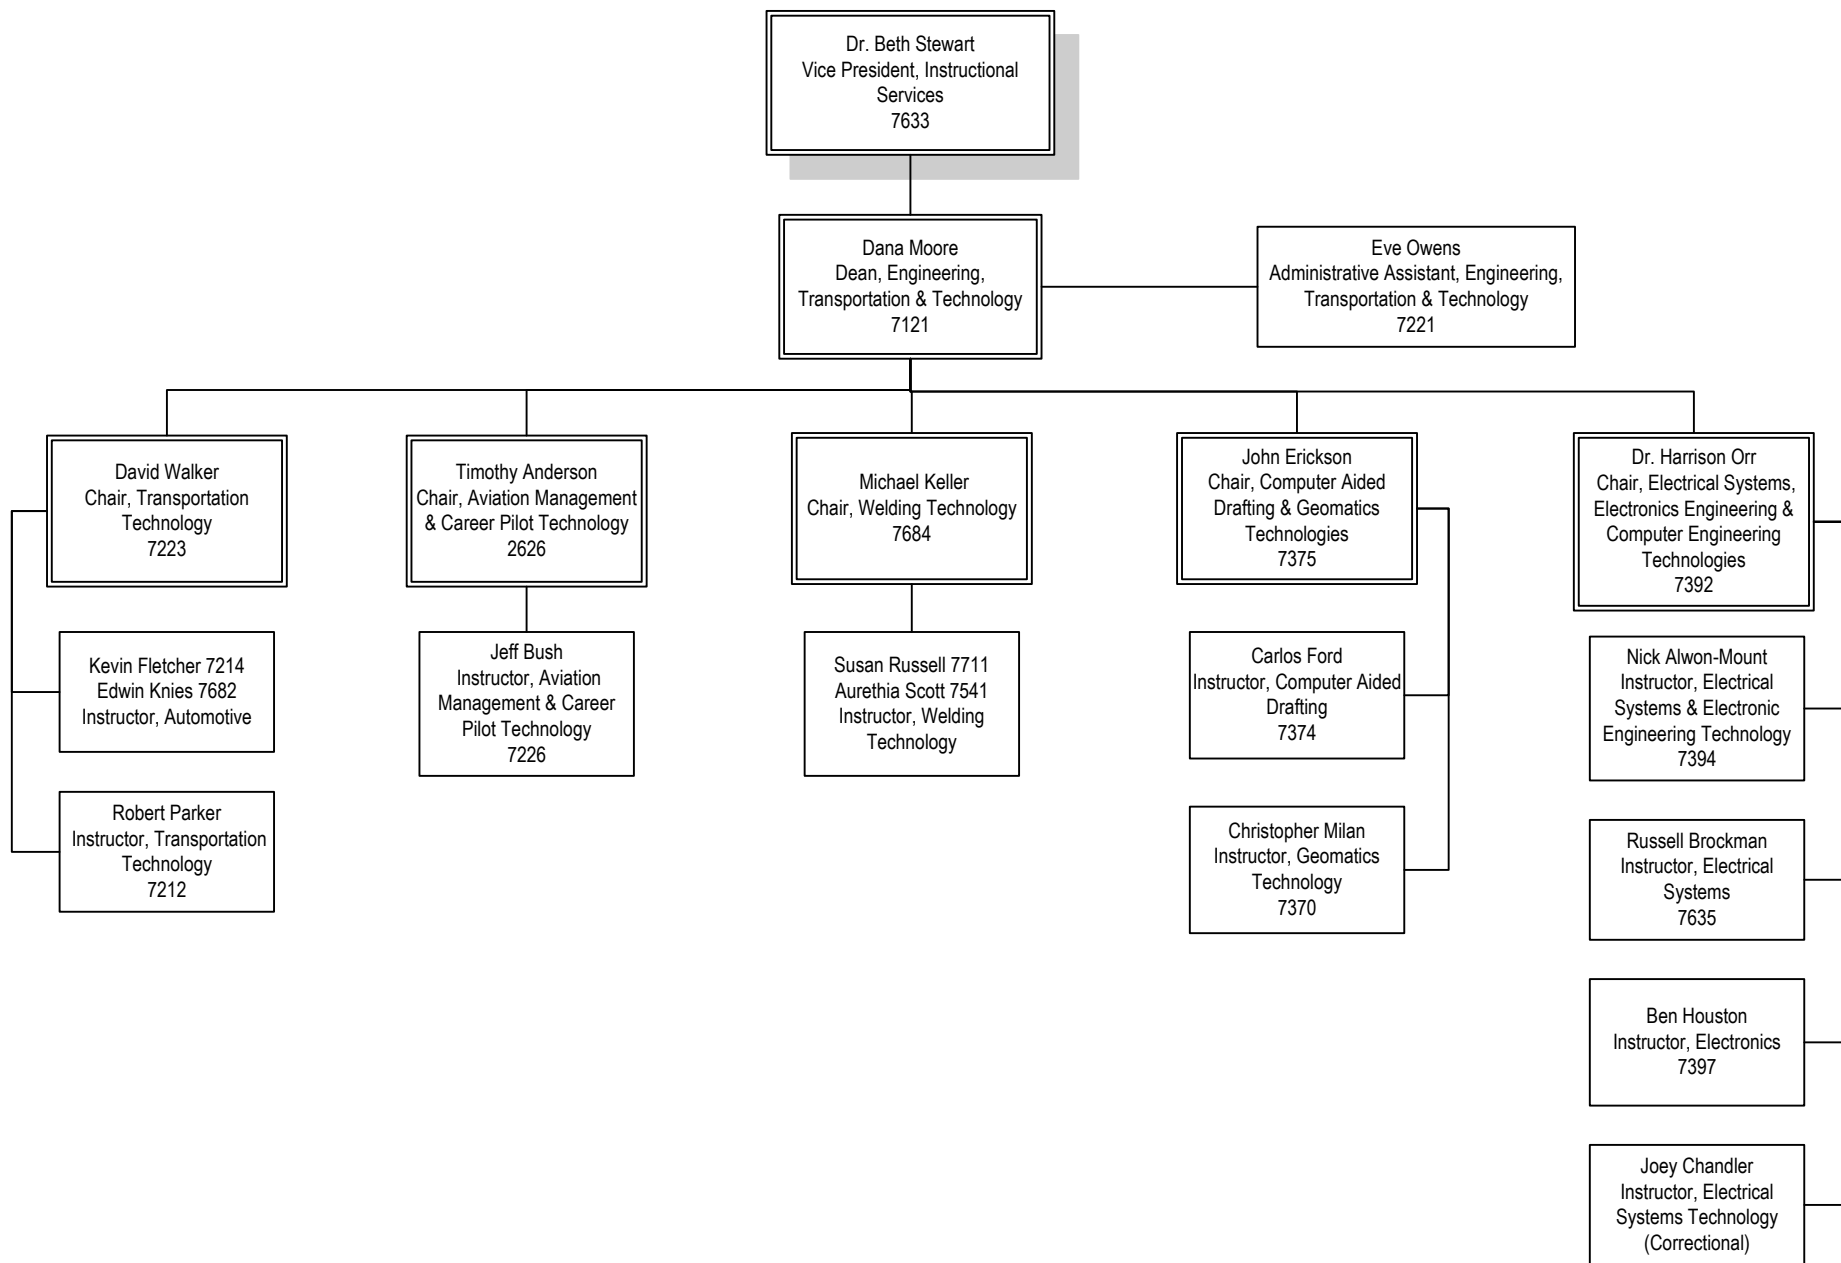 Dr. Beth Stewart
Vice President, Instructional
Services
7633
Dana Moore
Dean, Engineering,
Transportation & Technology
7121
Eve Owens
Administrative Assistant, Engineering,
Transportation & Technology
7221
David Walker
Chair, Transportation
Technology
7223
Timothy Anderson
Chair, Aviation Management
& Career Pilot Technology
2626
Michael Keller
Chair, Welding Technology
7684
John Erickson
Chair, Computer Aided
Drafting & Geomatics
Technologies
7375
Dr. Harrison Orr
Chair, Electrical Systems,
Electronics Engineering &
Computer Engineering
Technologies
7392
Kevin Fletcher 7214
Edwin Knies 7682
Instructor, Automotive
Jeff Bush
Instructor, Aviation
Management & Career
Pilot Technology
7226
Susan Russell 7711
Aurethia Scott 7541
Instructor, Welding
Technology
Carlos Ford
Instructor, Computer Aided
Drafting
7374
Nick Alwon-Mount
Instructor, Electrical
Systems & Electronic
Engineering Technology
7394
Robert Parker
Instructor, Transportation
Technology
7212
Christopher Milan
Instructor, Geomatics
Technology
7370
Russell Brockman
Instructor, Electrical
Systems
7635
Ben Houston
Instructor, Electronics
7397
Joey Chandler
Instructor, Electrical
Systems Technology
(Correctional)